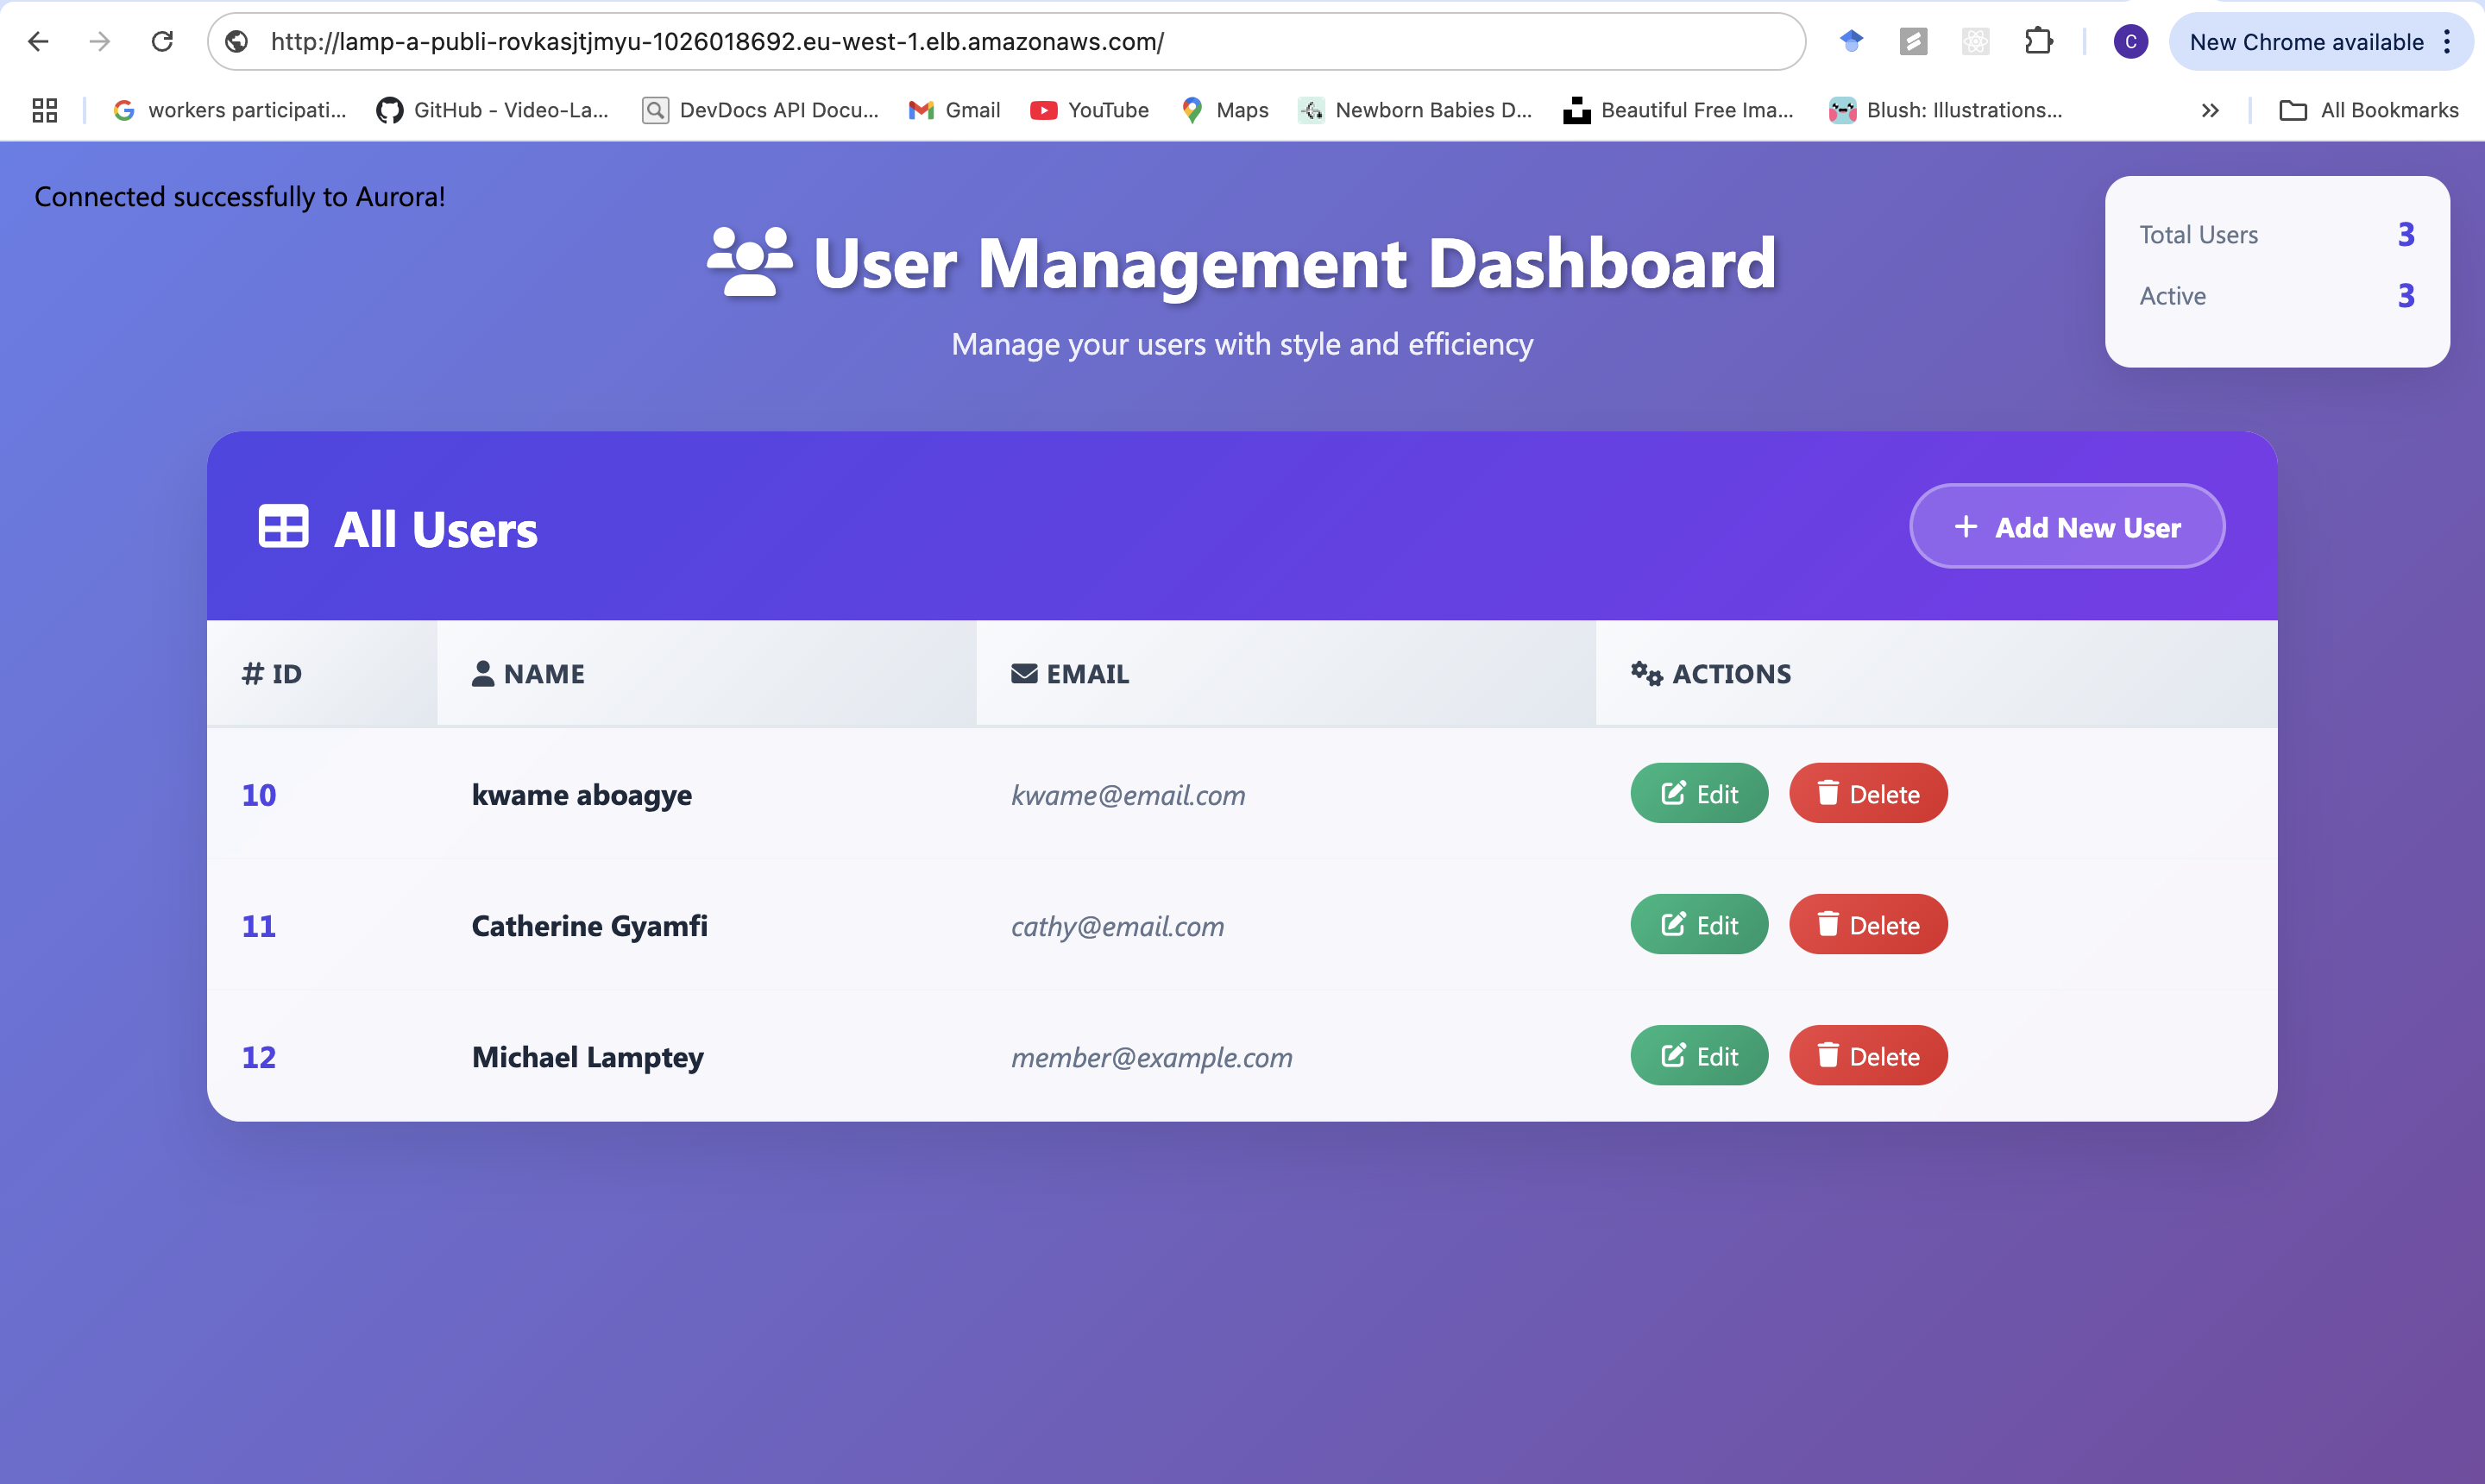 http://lamp-a-publi-rovkasjtjmyu-1026018692.eu-west-1.elb.amazonaws.com/
C
New Chrome available
workers participati...
GitHub - Video-La...
DevDocs API Docu...
Gmail
YouTube
Maps
Newborn Babies D...
Beautiful Free Ima...
Blush: Illustrations...
All Bookmarks
Connected successfully to Aurora!
Total Users 3
Active 3
User Management Dashboard
Manage your users with style and efficiency
All Users
+ Add New User
# ID NAME EMAIL ACTIONS
10 kwame aboagye kwame@email.com Edit Delete
11 Catherine Gyamfi cathy@email.com Edit Delete
12 Michael Lamptey member@example.com Edit Delete